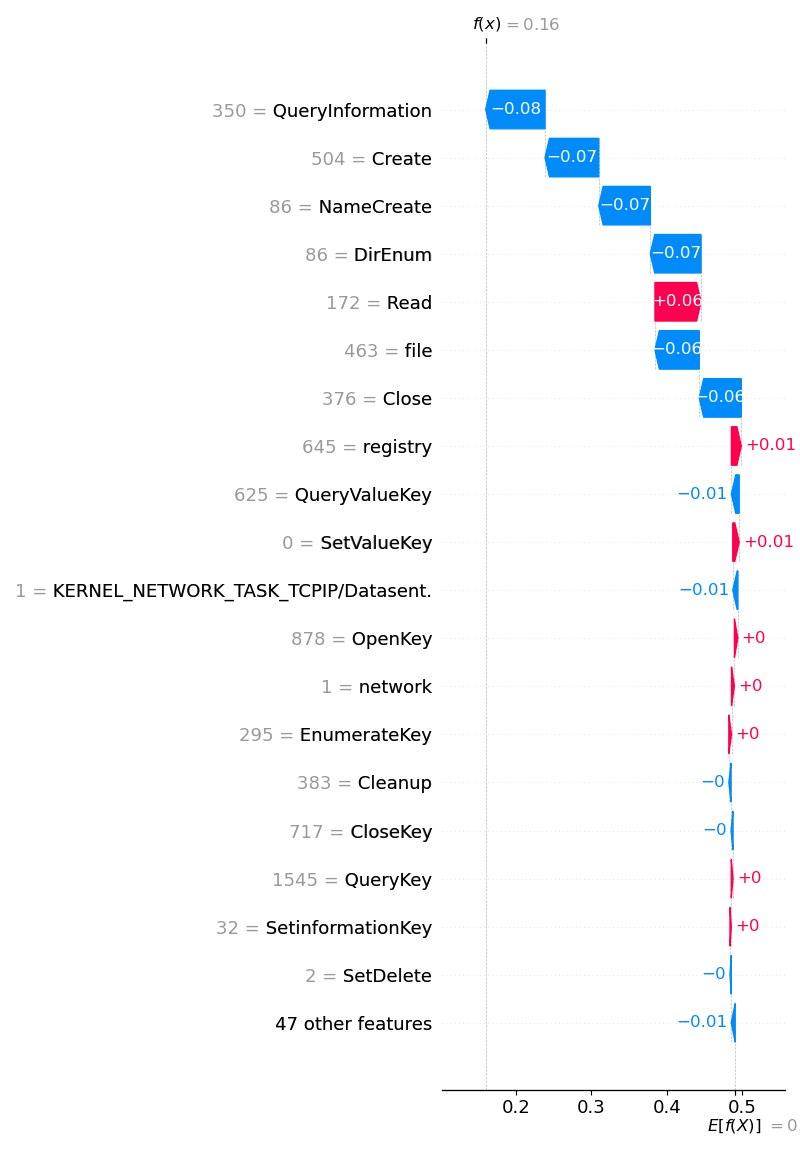 f(x) = 0.16
350 = QueryInformation −0.08
504 = Create −0.07
86 = NameCreate −0.07
86 = DirEnum −0.07
172 = Read +0.06
463 = file −0.06
376 = Close −0.06
645 = registry +0.01
625 = QueryValueKey −0.01
0 = SetValueKey +0.01
1 = KERNEL_NETWORK_TASK_TCPIP/Datasent. −0.01
878 = OpenKey +0
1 = network +0
295 = EnumerateKey +0
383 = Cleanup −0
717 = CloseKey −0
1545 = QueryKey +0
32 = SetinformationKey +0
2 = SetDelete −0
47 other features −0.01
0.2 0.3 0.4 0.5
E[f(X)] = 0.